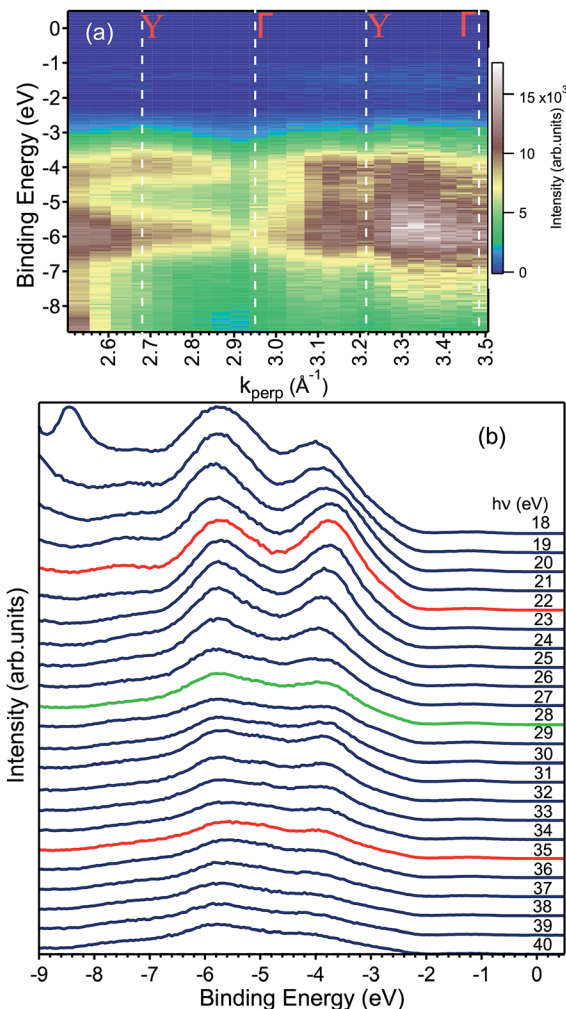 (a)
Y Γ Y Γ
0
-1
-2
-3
-4
-5
-6
-7
-8
Binding Energy (eV)
15 x10³
10
5
0
Intensity (arb.units)
2.6 2.7 2.8 2.9 3.0 3.1 3.2 3.3 3.4 3.5
kperp (Å-1)
(b)
hν (eV)
18
19
20
21
22
23
24
25
26
27
28
29
30
31
32
33
34
35
36
37
38
39
40
Intensity (arb.units)
-9 -8 -7 -6 -5 -4 -3 -2 -1 0
Binding Energy (eV)